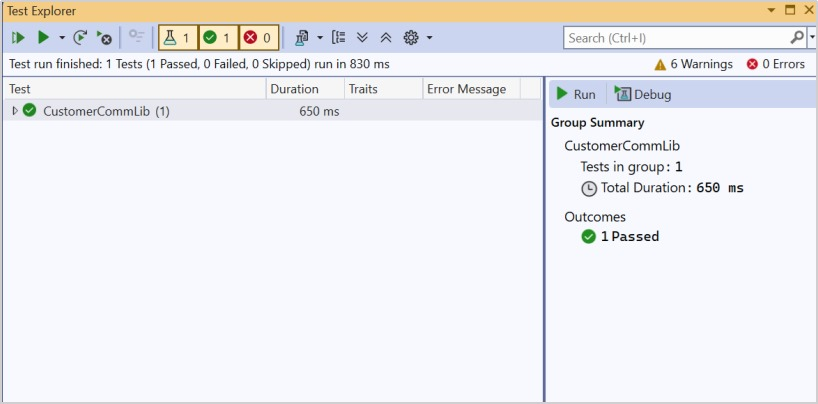 Test Explorer
1 1 0 Search (Ctrl+I)
Test run finished: 1 Tests (1 Passed, 0 Failed, 0 Skipped) run in 830 ms 6 Warnings 0 Errors
Test Duration Traits Error Message
CustomerCommLib (1) 650 ms
Run Debug
Group Summary
CustomerCommLib
Tests in group: 1
Total Duration: 650 ms
Outcomes
1 Passed